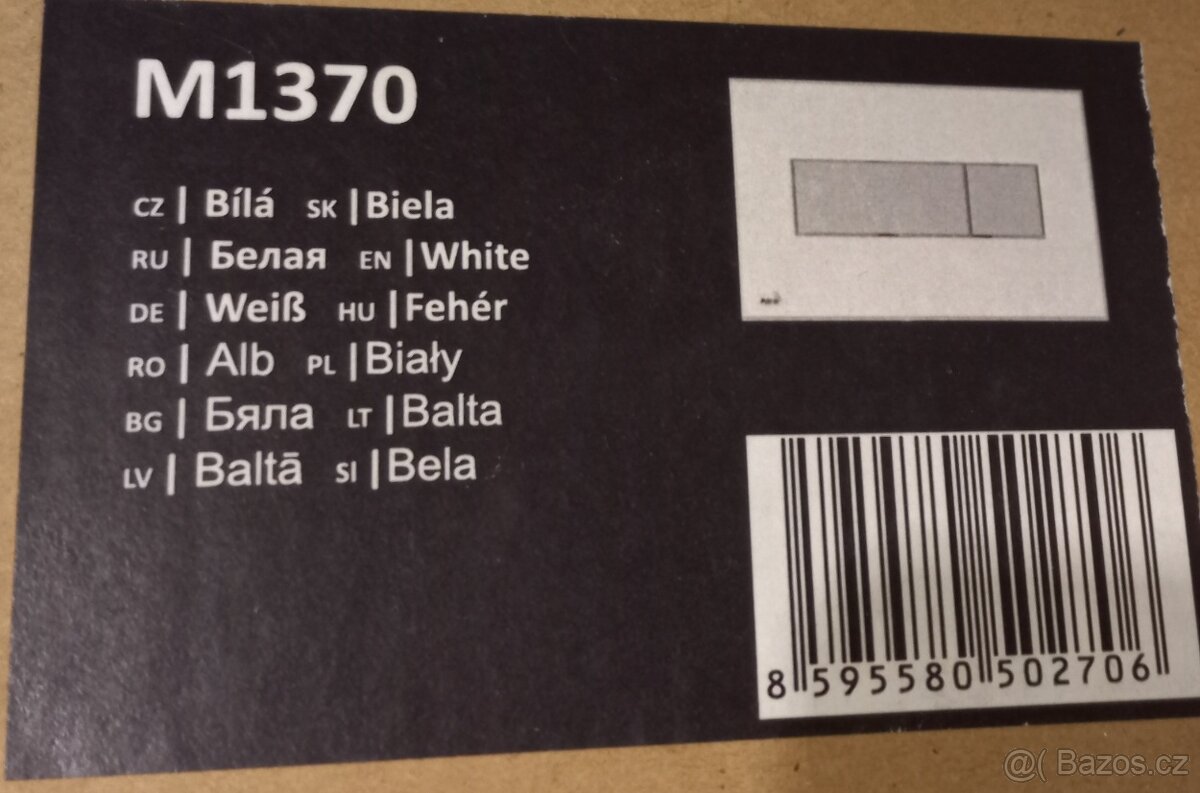 M1370
CZ | Bílá SK | Biela
RU | Белая EN | White
DE | Weiß HU | Fehér
RO | Alb PL | Biały
BG | Бяла LT | Balta
LV | Baltā SI | Bela
8 595580 502706
@( Bazos.cz